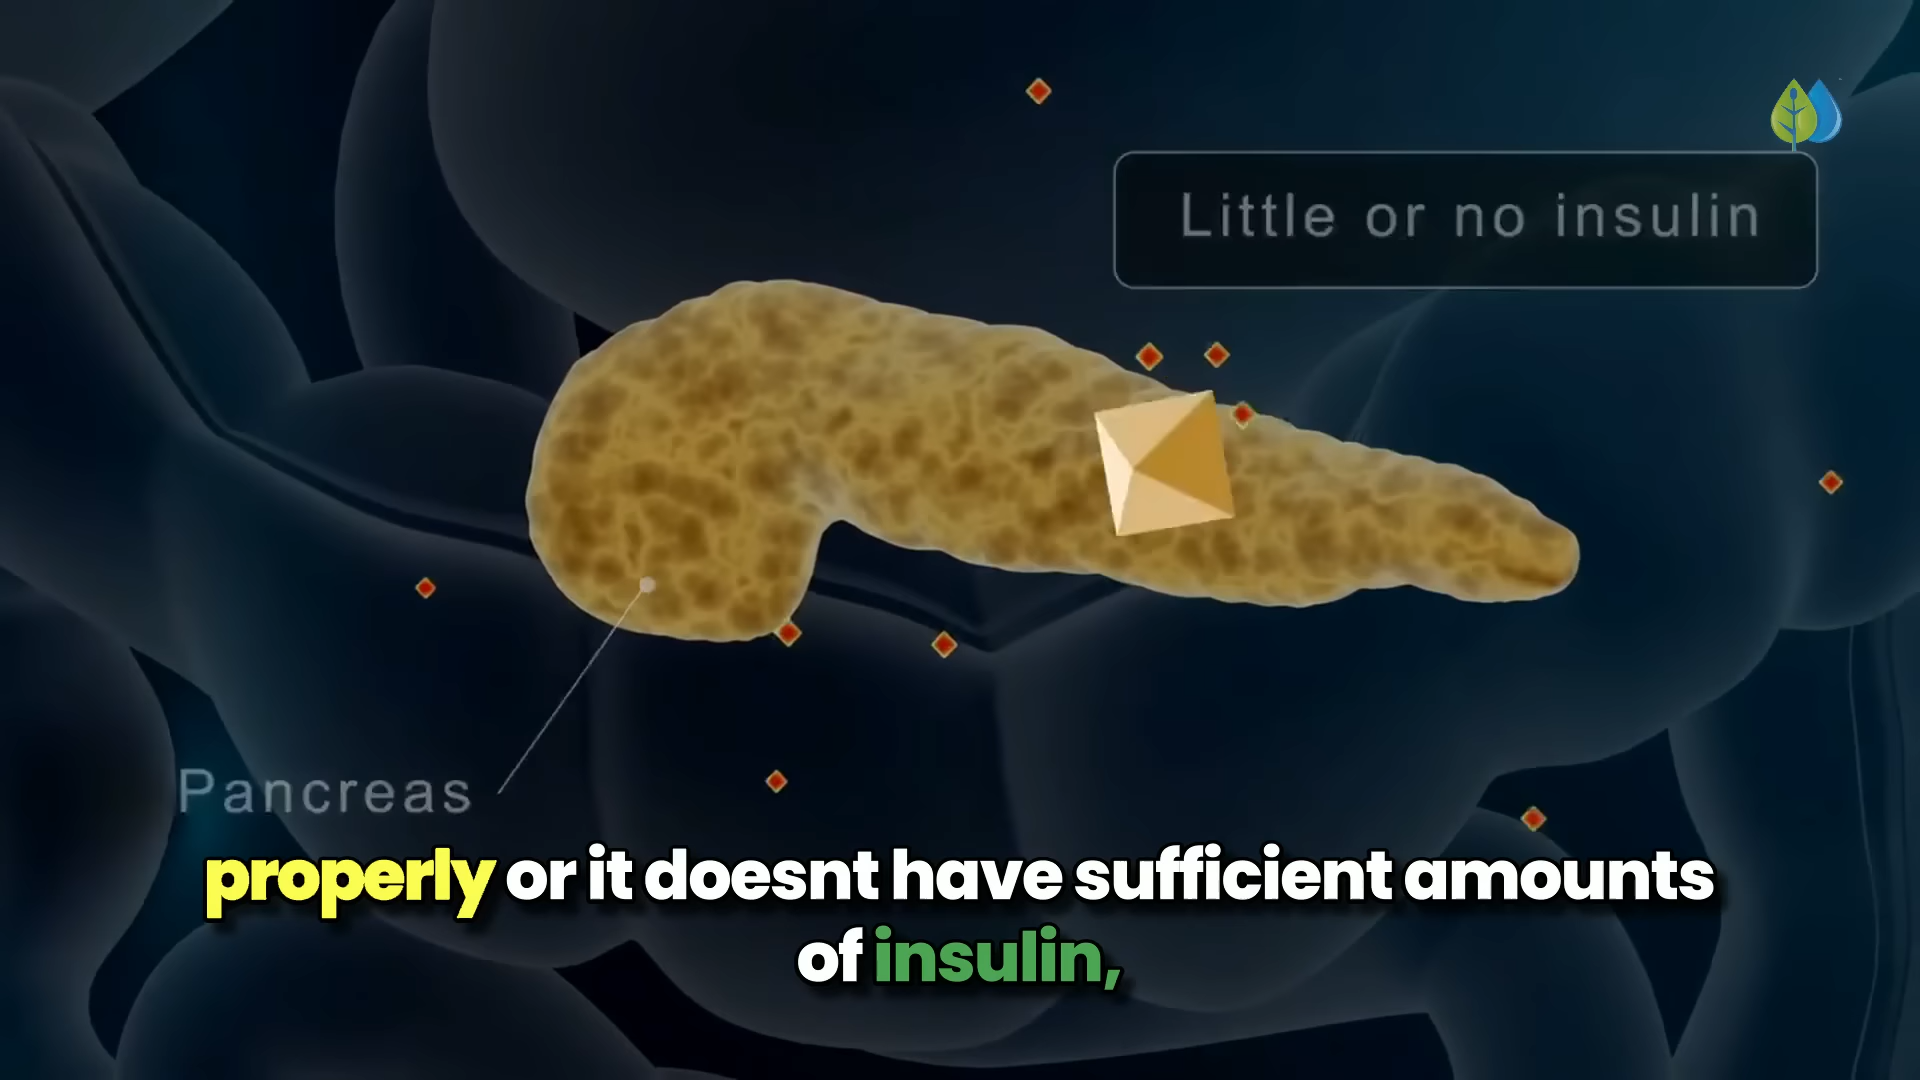 Little or no insulin
Pancreas
properly or it doesnt have sufficient amounts
of insulin,